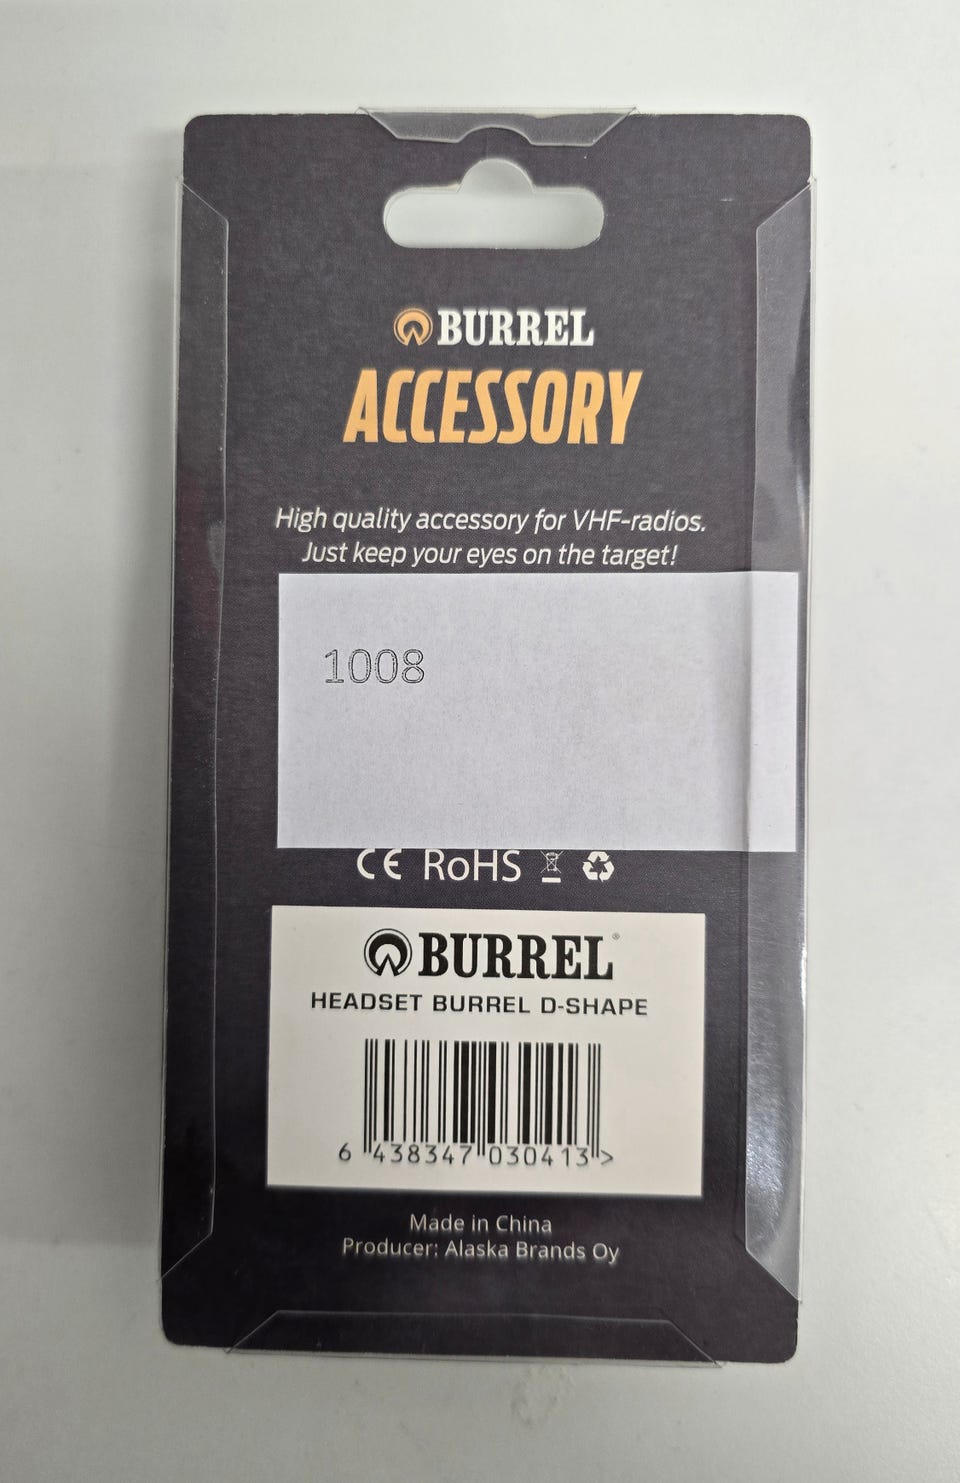 BURREL
ACCESSORY
High quality accessory for VHF-radios.
Just keep your eyes on the target!
1008
CE RoHS
BURREL®
HEADSET BURREL D-SHAPE
6 438347 030413 >
Made in China
Producer: Alaska Brands Oy